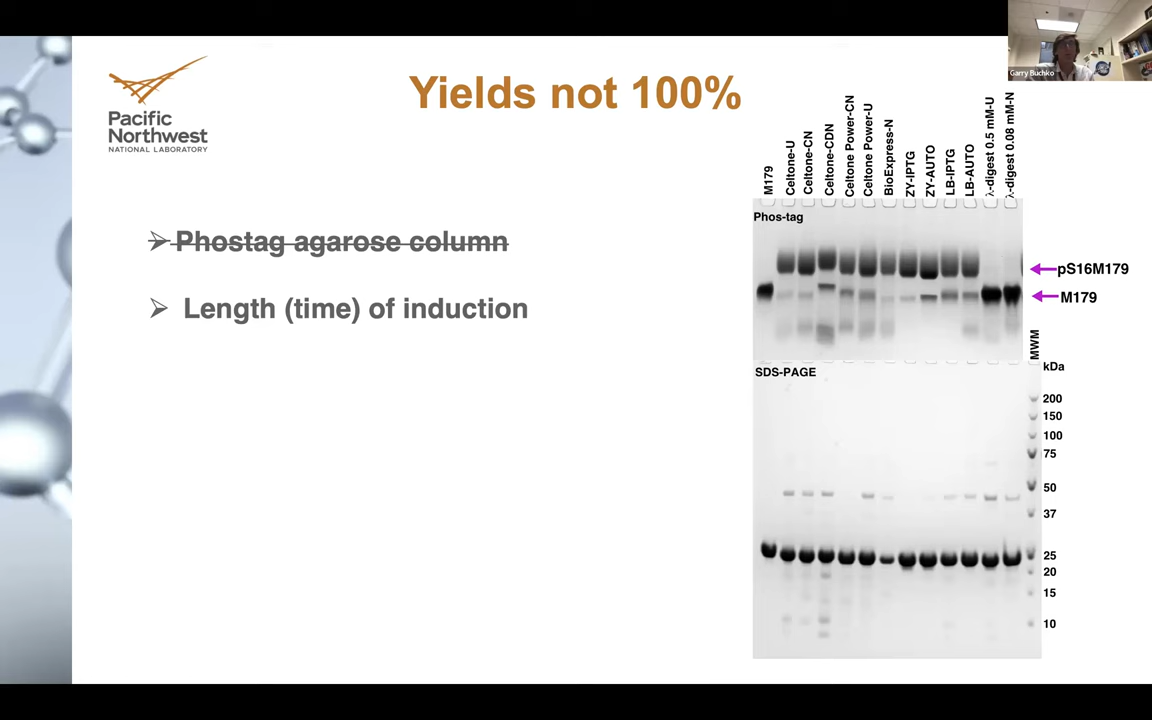 Garry Buchko
Pacific
Northwest
NATIONAL LABORATORY
Yields not 100%
Phostag agarose column
Length (time) of induction
M179
Celtone-U
Celtone-CN
Celtone-CDN
Celtone Power-CN
Celtone Power-U
BioExpress-N
ZY-IPTG
ZY-AUTO
LB-IPTG
LB-AUTO
λ-digest 0.5 mM-U
λ-digest 0.08 mM-N
Phos-tag
pS16M179
M179
MWM
SDS-PAGE
kDa
200
150
100
75
50
37
25
20
15
10